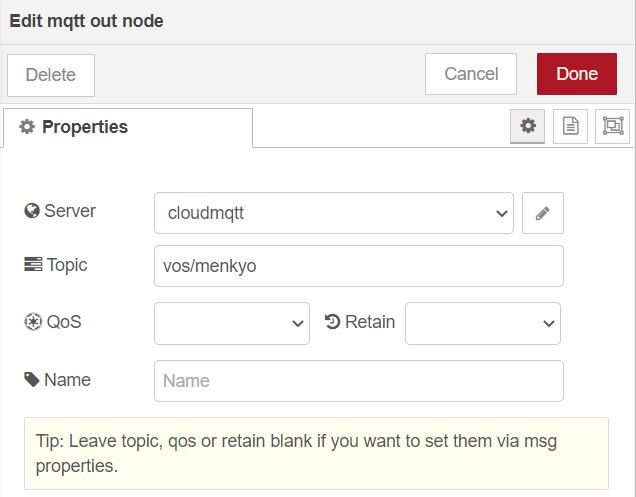 Edit mqtt out node
Delete
Cancel
Done
Properties
Server
cloudmqtt
Topic
vos/menkyo
QoS
Retain
Name
Name
Tip: Leave topic, qos or retain blank if you want to set them via msg
properties.